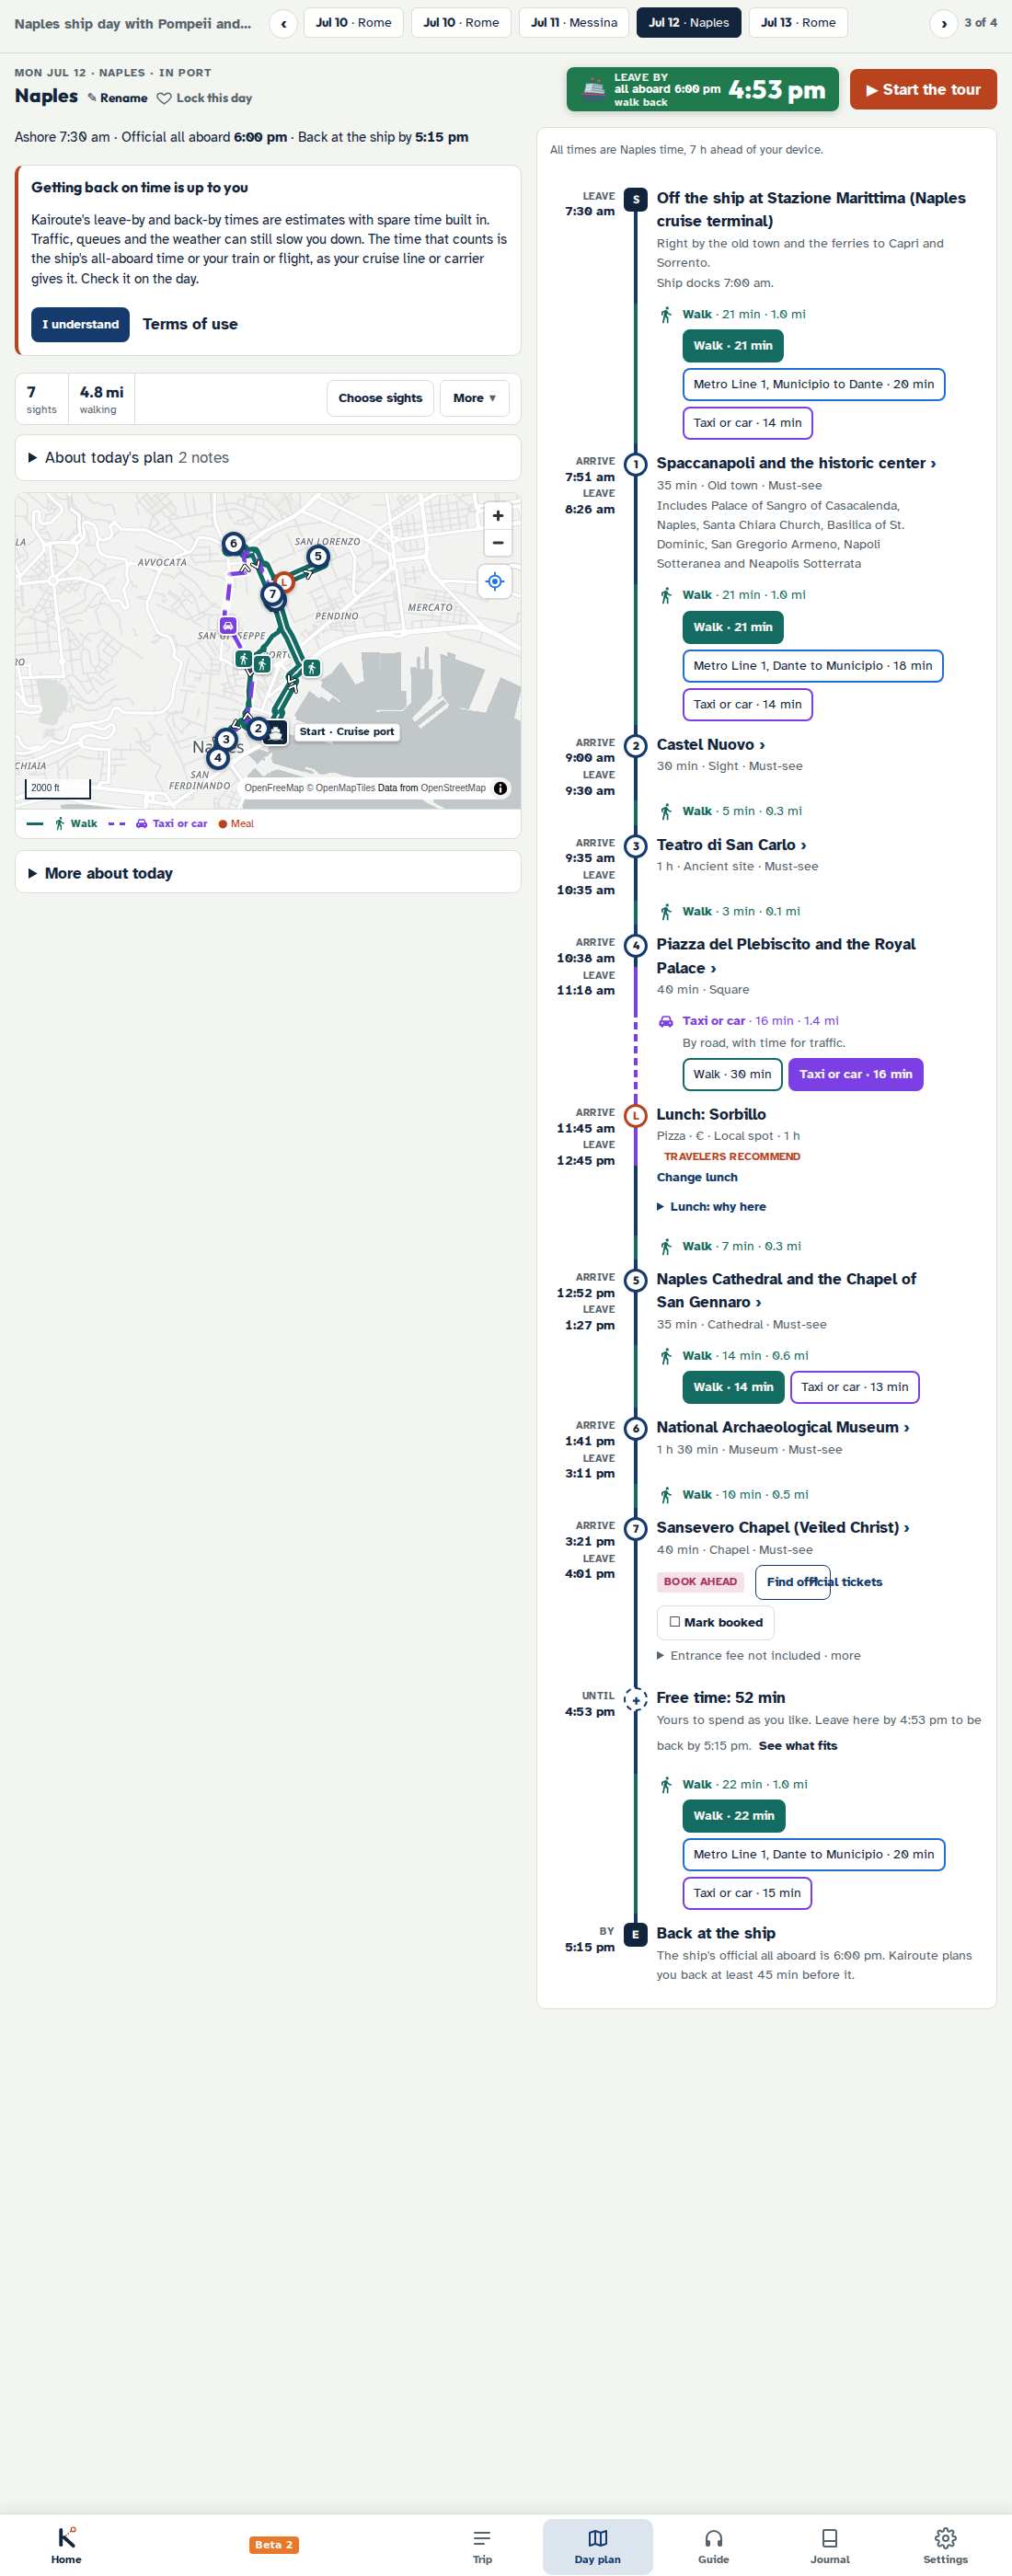 Naples ship day with Pompeii and...
‹
Jul 10 · Rome
Jul 10 · Rome
Jul 11 · Messina
Jul 12 · Naples
Jul 13 · Rome
›
3 of 4
MON JUL 12 · NAPLES · IN PORT
Naples ✎ Rename Lock this day
LEAVE BY
all aboard 6:00 pm
walk back
4:53 pm
▶ Start the tour
Ashore 7:30 am · Official all aboard 6:00 pm · Back at the ship by 5:15 pm
Getting back on time is up to you
Kairoute's leave-by and back-by times are estimates with spare time built in.
Traffic, queues and the weather can still slow you down. The time that counts is
the ship's all-aboard time or your train or flight, as your cruise line or carrier
gives it. Check it on the day.
I understand
Terms of use
7
sights
4.8 mi
walking
Choose sights
More ▼
▶ About today's plan 2 notes
AVVOCATA
SAN LORENZO
MERCATO
PENDINO
6
5
L
7
2
3
4
Start · Cruise port
CHIAIA
SAN
FERDINANDO
2000 ft
+
−
OpenFreeMap © OpenMapTiles Data from OpenStreetMap
Walk
Taxi or car
Meal
▶ More about today
All times are Naples time, 7 h ahead of your device.
LEAVE
7:30 am
S
Off the ship at Stazione Marittima (Naples
cruise terminal)
Right by the old town and the ferries to Capri and
Sorrento.
Ship docks 7:00 am.
Walk · 21 min · 1.0 mi
Walk · 21 min
Metro Line 1, Municipio to Dante · 20 min
Taxi or car · 14 min
ARRIVE
7:51 am
LEAVE
8:26 am
1
Spaccanapoli and the historic center ›
35 min · Old town · Must-see
Includes Palace of Sangro of Casacalenda,
Naples, Santa Chiara Church, Basilica of St.
Dominic, San Gregorio Armeno, Napoli
Sotteranea and Neapolis Sotterrata
Walk · 21 min · 1.0 mi
Walk · 21 min
Metro Line 1, Dante to Municipio · 18 min
Taxi or car · 14 min
ARRIVE
9:00 am
LEAVE
9:30 am
2
Castel Nuovo ›
30 min · Sight · Must-see
Walk · 5 min · 0.3 mi
ARRIVE
9:35 am
LEAVE
10:35 am
3
Teatro di San Carlo ›
1 h · Ancient site · Must-see
Walk · 3 min · 0.1 mi
ARRIVE
10:38 am
LEAVE
11:18 am
4
Piazza del Plebiscito and the Royal
Palace ›
40 min · Square
Taxi or car · 16 min · 1.4 mi
By road, with time for traffic.
Walk · 30 min
Taxi or car · 16 min
ARRIVE
11:45 am
LEAVE
12:45 pm
L
Lunch: Sorbillo
Pizza · € · Local spot · 1 h
TRAVELERS RECOMMEND
Change lunch
▶ Lunch: why here
Walk · 7 min · 0.3 mi
ARRIVE
12:52 pm
LEAVE
1:27 pm
5
Naples Cathedral and the Chapel of
San Gennaro ›
35 min · Cathedral · Must-see
Walk · 14 min · 0.6 mi
Walk · 14 min
Taxi or car · 13 min
ARRIVE
1:41 pm
LEAVE
3:11 pm
6
National Archaeological Museum ›
1 h 30 min · Museum · Must-see
Walk · 10 min · 0.5 mi
ARRIVE
3:21 pm
LEAVE
4:01 pm
7
Sansevero Chapel (Veiled Christ) ›
40 min · Chapel · Must-see
BOOK AHEAD
Find official tickets
☐ Mark booked
▶ Entrance fee not included · more
UNTIL
4:53 pm
+
Free time: 52 min
Yours to spend as you like. Leave here by 4:53 pm to be
back by 5:15 pm. See what fits
Walk · 22 min · 1.0 mi
Walk · 22 min
Metro Line 1, Dante to Municipio · 20 min
Taxi or car · 15 min
BY
5:15 pm
E
Back at the ship
The ship's official all aboard is 6:00 pm. Kairoute plans
you back at least 45 min before it.
Home
Beta 2
Trip
Day plan
Guide
Journal
Settings